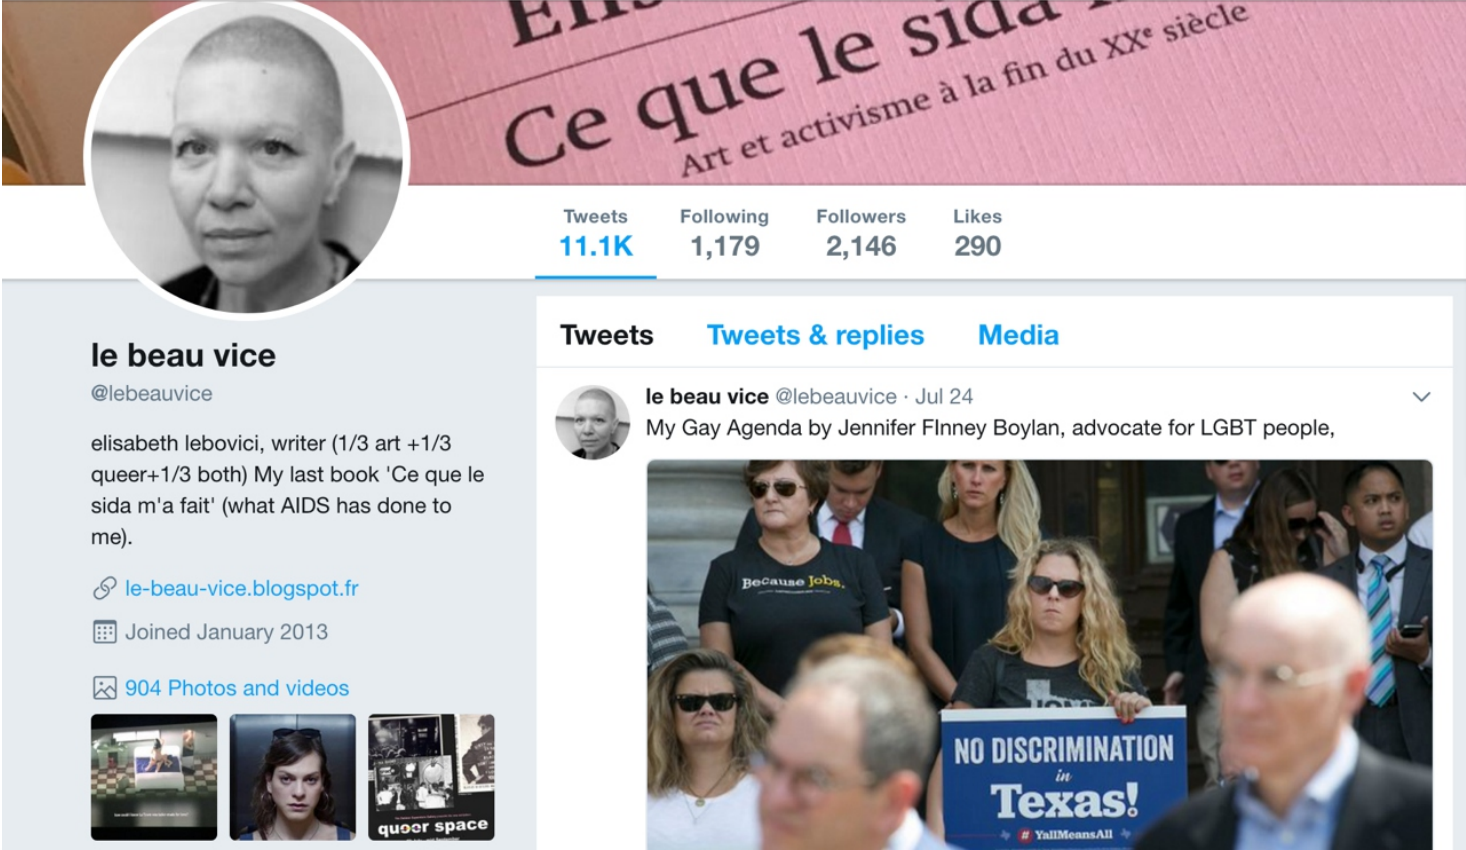 Ce que le sida
Art et activisme à la fin du XXᵉ siècle
Tweets Following Followers Likes
11.1K 1,179 2,146 290
le beau vice
@lebeauvice
elisabeth lebovici, writer (1/3 art +1/3
queer+1/3 both) My last book 'Ce que le
sida m'a fait' (what AIDS has done to
me).
le-beau-vice.blogspot.fr
Joined January 2013
904 Photos and videos
queer space
Tweets Tweets & replies Media
le beau vice @lebeauvice · Jul 24
My Gay Agenda by Jennifer FInney Boylan, advocate for LGBT people,
Because Jobs.
NO DISCRIMINATION
in
Texas!
# YallMeansAll